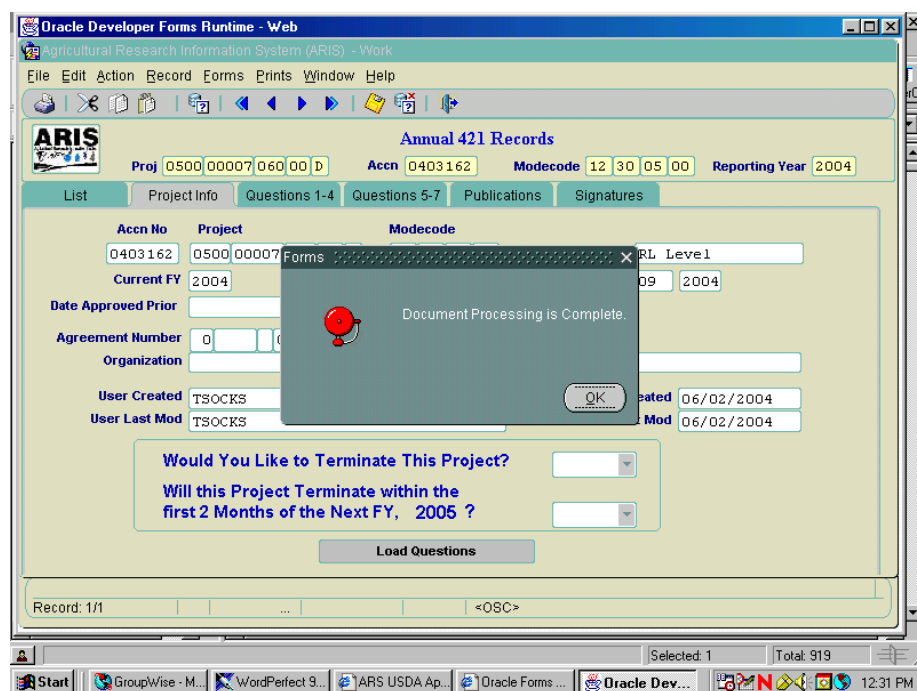 Oracle Developer Forms Runtime - Web
Agricultural Research Information System (ARIS) - Work
File Edit Action Record Forms Prints Window Help
ARIS
Annual 421 Records
Proj 0500 00007 060 00 D Accn 0403162 Modecode 12 30 05 00 Reporting Year 2004
List Project Info Questions 1-4 Questions 5-7 Publications Signatures
Accn No Project Modecode
0403162 0500 00007 RL Level
Current FY 2004 09 2004
Date Approved Prior
Agreement Number 0
Organization
Forms
Document Processing is Complete.
OK
User Created TSOCKS eated 06/02/2004
User Last Mod TSOCKS Mod 06/02/2004
Would You Like to Terminate This Project?
Will this Project Terminate within the
first 2 Months of the Next FY, 2005 ?
Load Questions
Record: 1/1 ... <OSC>
Selected: 1 Total: 919
Start GroupWise - M... WordPerfect 9... ARS USDA Ap... Oracle Forms ... Oracle Dev... 12:31 PM